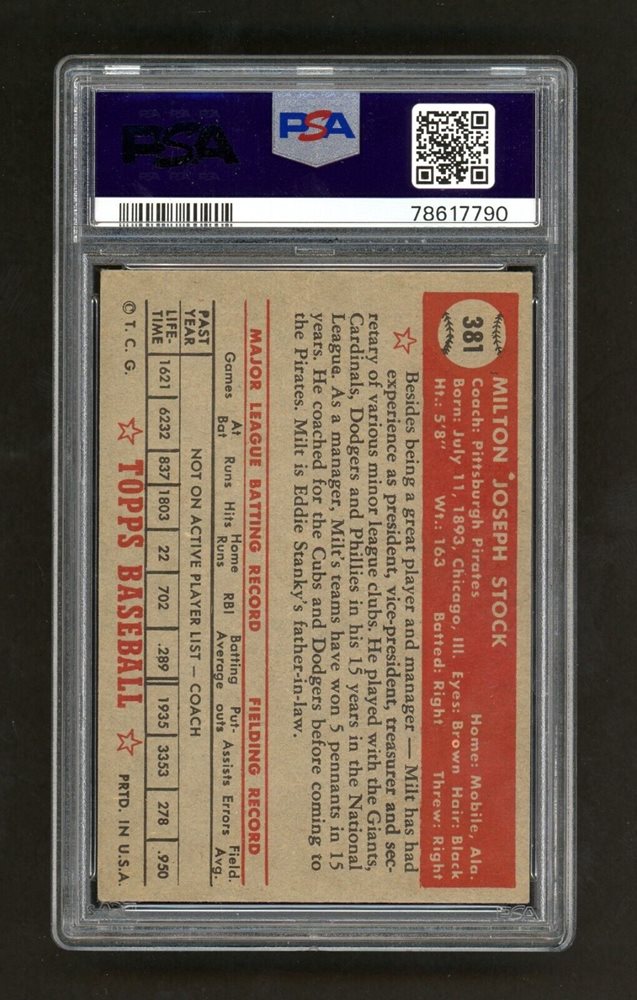 PSA
PSA
78617790
381
MILTON JOSEPH STOCK
Coach: Pittsburgh Pirates Home: Mobile, Ala.
Born: July 11, 1893, Chicago, Ill. Eyes: Brown Hair: Black
Ht.: 5'8" Wt.: 163 Batted: Right Threw: Right
Besides being a great player and manager — Milt has had
experience as president, vice-president, treasurer and sec-
retary of various minor league clubs. He played with the Giants,
Cardinals, Dodgers and Phillies in his 15 years in the National
League. As a manager, Milt's teams have won 5 pennants in 15
years. He coached for the Cubs and Dodgers before coming to
the Pirates. Milt is Eddie Stanky's father-in-law.
MAJOR LEAGUE BATTING RECORD FIELDING RECORD
Games At Bat Runs Hits Home Runs RBI Batting Average Put-outs Assists Errors Field. Avg.
PAST YEAR NOT ON ACTIVE PLAYER LIST — COACH
LIFE-TIME 1621 6232 837 1803 22 702 .289 1935 3353 278 .950
© T. C. G. TOPPS BASEBALL PRTD. IN U.S.A.
PSA